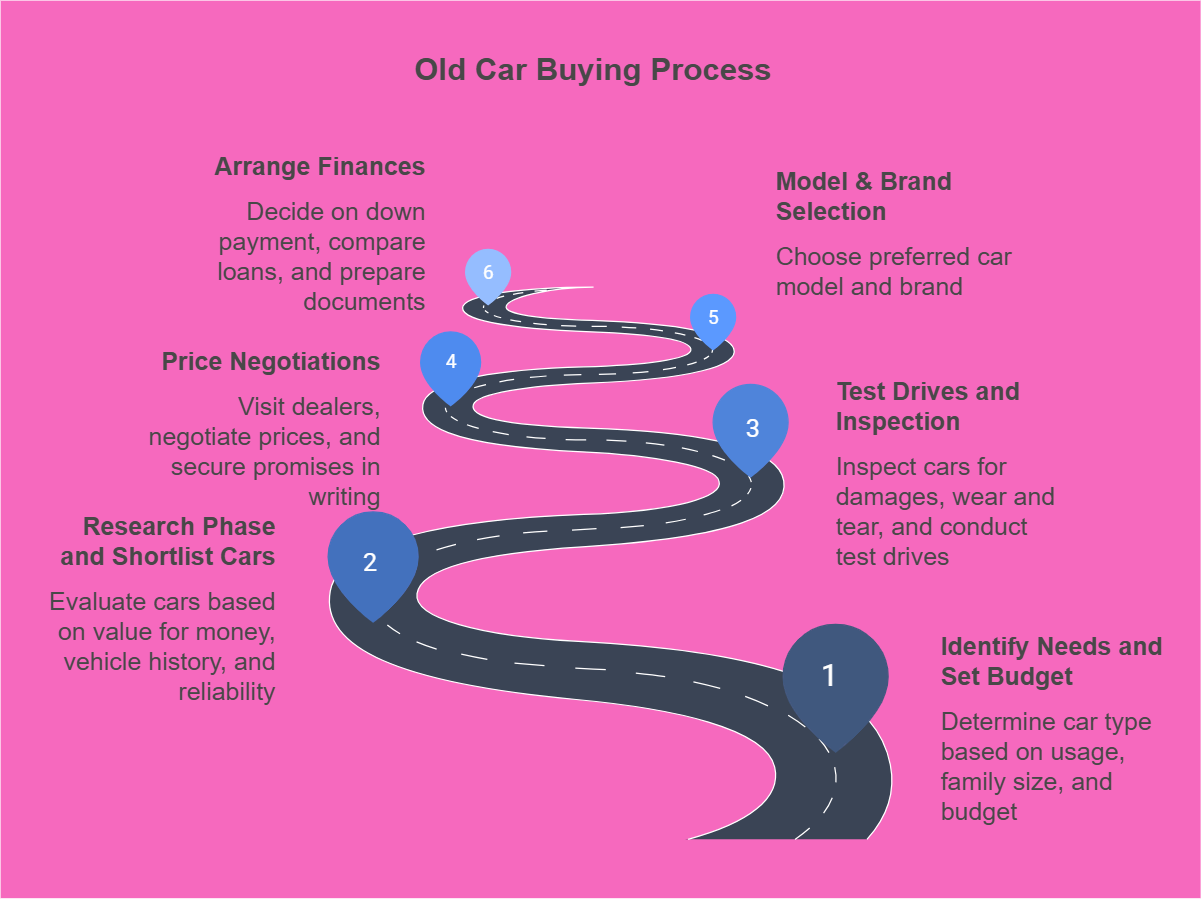 Old Car Buying Process
Arrange Finances
Decide on down
payment, compare
loans, and prepare
documents
6
Model & Brand
Selection
Choose preferred car
model and brand
5
Price Negotiations
Visit dealers,
negotiate prices, and
secure promises in
writing
4
Test Drives and
Inspection
Inspect cars for
damages, wear and
tear, and conduct
test drives
3
Research Phase
and Shortlist Cars
Evaluate cars based
on value for money,
vehicle history, and
reliability
2
Identify Needs and
Set Budget
Determine car type
based on usage,
family size, and
budget
1